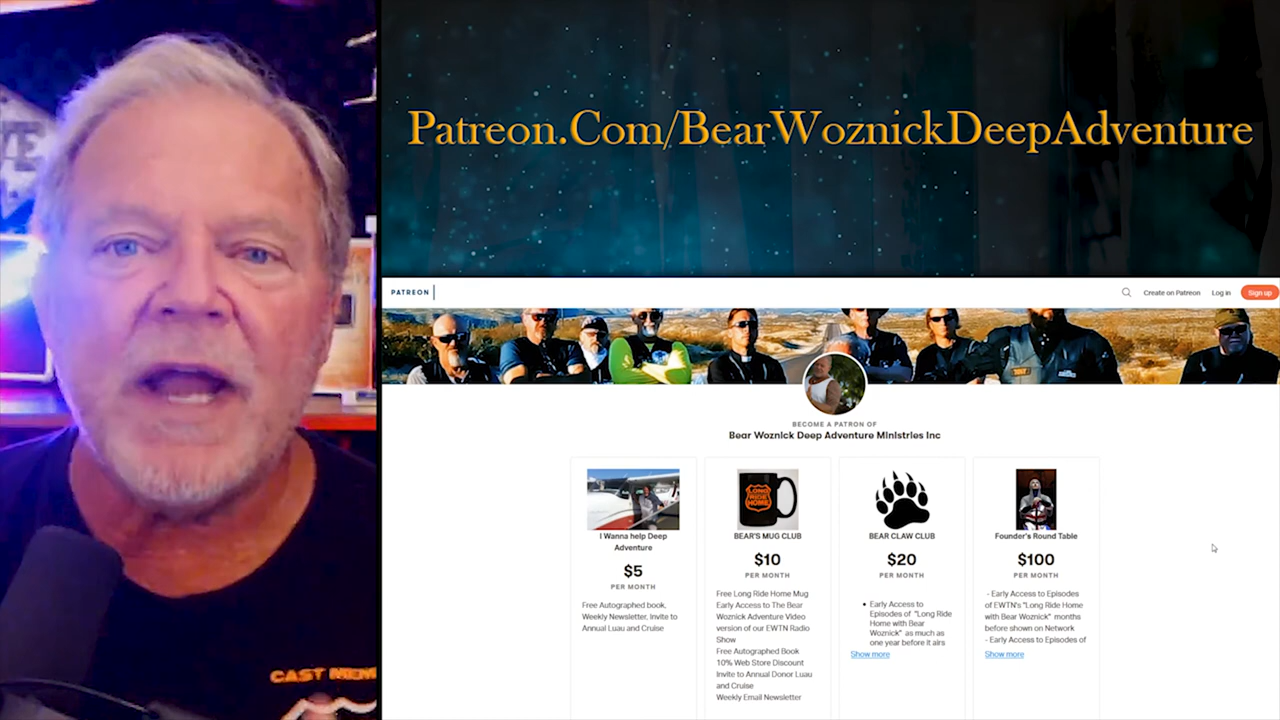 Patreon.Com/BearWoznickDeepAdventure
PATREON
Create on Patreon
Log in
Sign up
BECOME A PATRON OF
Bear Woznick Deep Adventure Ministries Inc
I Wanna help Deep
Adventure
$5
PER MONTH
Free Autographed book,
Weekly Newsletter, Invite to
Annual Luau and Cruise
LONG
RIDE
HOME
BEAR'S MUG CLUB
$10
PER MONTH
Free Long Ride Home Mug
Early Access to The Bear
Woznick Adventure Video
version of our EWTN Radio
Show
Free Autographed Book
10% Web Store Discount
Invite to Annual Donor Luau
and Cruise
Weekly Email Newsletter
BEAR CLAW CLUB
$20
PER MONTH
• Early Access to
Episodes of "Long Ride
Home with Bear
Woznick" as much as
one year before it airs
Show more
Founder's Round Table
$100
PER MONTH
- Early Access to Episodes
of EWTN's "Long Ride Home
with Bear Woznick" months
before shown on Network
- Early Access to Episodes of
Show more
CAST